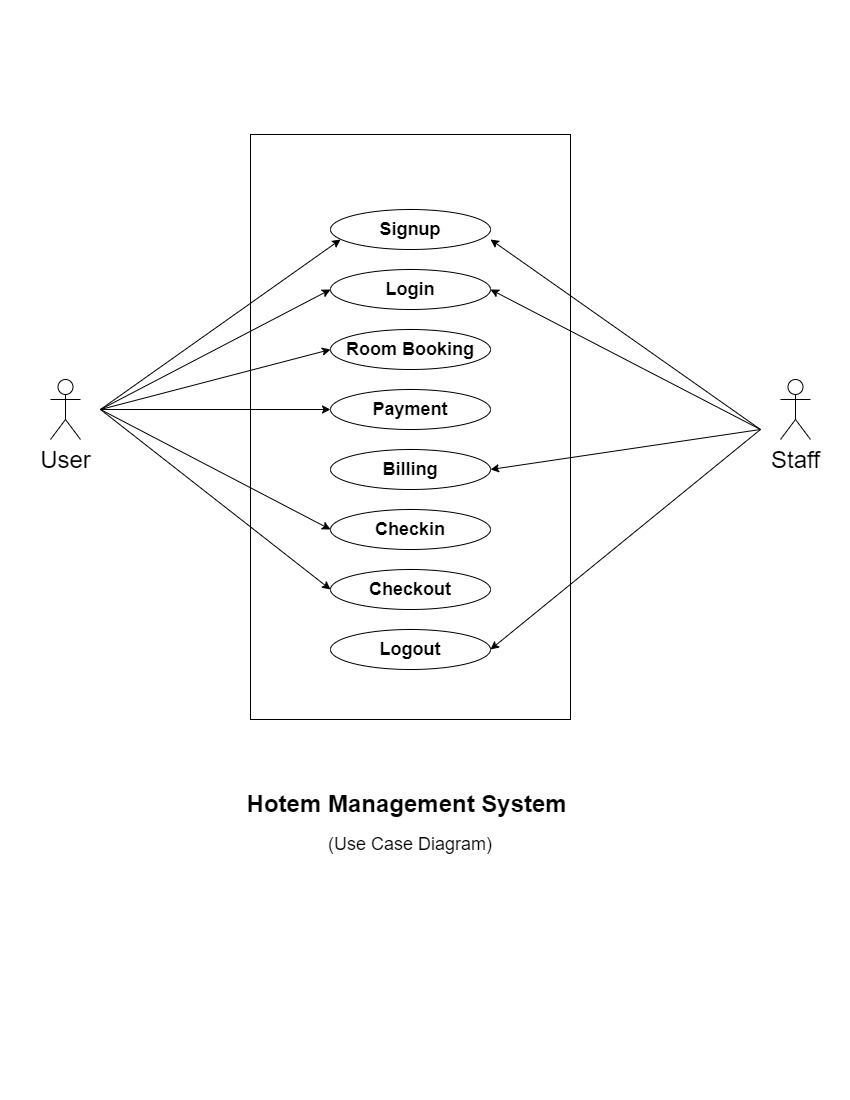 Signup
Login
Room Booking
Payment
Billing
Checkin
Checkout
Logout
User
Staff
Hotem Management System
(Use Case Diagram)